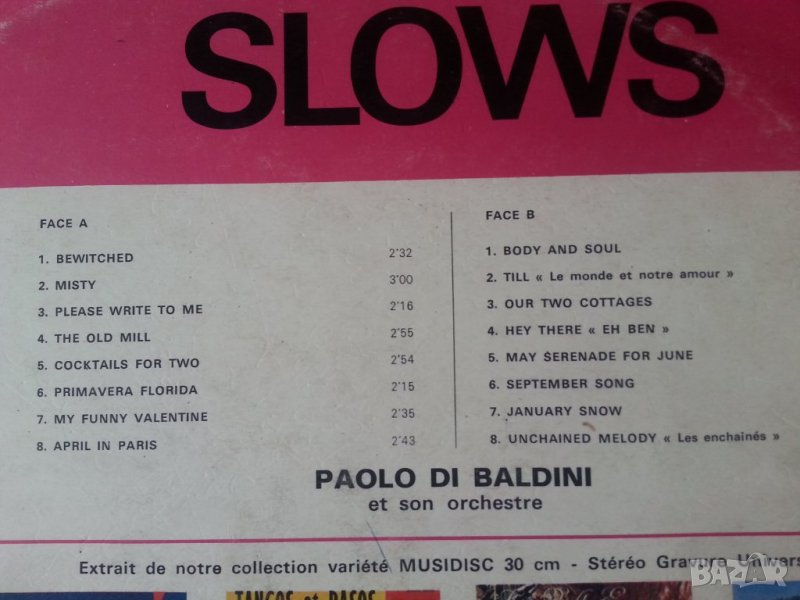 SLOWS
FACE A
1. BEWITCHED 2'32
2. MISTY 3'00
3. PLEASE WRITE TO ME 2'16
4. THE OLD MILL 2'55
5. COCKTAILS FOR TWO 2'54
6. PRIMAVERA FLORIDA 2'15
7. MY FUNNY VALENTINE 2'35
8. APRIL IN PARIS 2'43
FACE B
1. BODY AND SOUL
2. TILL « Le monde et notre amour »
3. OUR TWO COTTAGES
4. HEY THERE « EH BEN »
5. MAY SERENADE FOR JUNE
6. SEPTEMBER SONG
7. JANUARY SNOW
8. UNCHAINED MELODY « Les enchaînés »
PAOLO DI BALDINI
et son orchestre
Extrait de notre collection variété MUSIDISC 30 cm - Stéréo Gravure Univers
TANGOS et PASOS
BAZAR